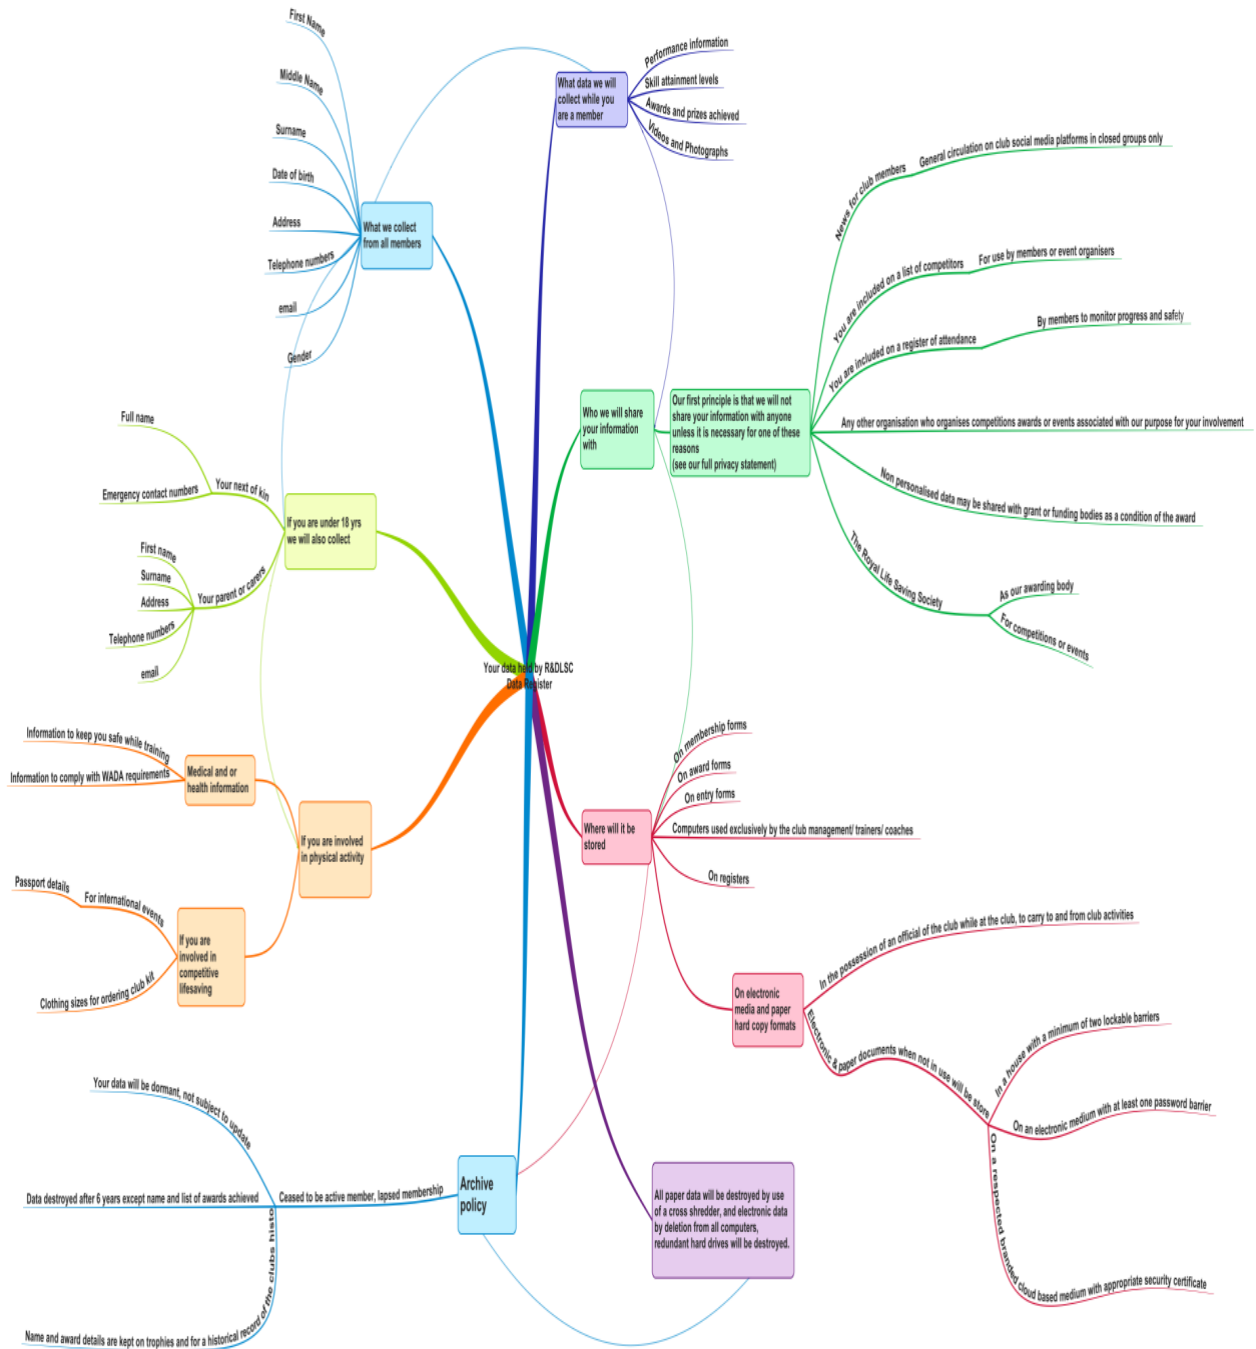 First Name
Middle Name
Surname
Date of birth
Address
Telephone numbers
email
Gender
What we collect
from all members
What data we will
collect while you
are a member
Performance information
Skill attainment levels
Awards and prizes achieved
Videos and Photographs
Who we will share
your information
with
Our first principle is that we will not
share your information with anyone
unless it is necessary for one of these
reasons
(see our full privacy statement)
News for club members
General circulation on club social media platforms in closed groups only
You are included on a list of competitors
For use by members or event organisers
You are included on a register of attendance
By members to monitor progress and safety
Any other organisation who organises competitions awards or events associated with our purpose for your involvement
Non personalised data may be shared with grant or funding bodies as a condition of the award
The Royal Life Saving Society
As our awarding body
For competitions or events
Full name
Emergency contact numbers
Your next of kin
If you are under 18 yrs
we will also collect
First name
Surname
Address
Telephone numbers
email
Your parent or carers
Your data held by R&DLSC
Data Register
Information to keep you safe while training
Information to comply with WADA requirements
Medical and or
health information
If you are involved
in physical activity
Passport details
For international events
Clothing sizes for ordering club kit
If you are
involved in
competitive
lifesaving
Where will it be
stored
On membership forms
On award forms
On entry forms
Computers used exclusively by the club management/ trainers/ coaches
On registers
On electronic
media and paper
hard copy formats
In the possession of an official of the club while at the club, to carry to and from club activities
Electronic & paper documents when not in use will be store
In a house with a minimum of two lockable barriers
On an electronic medium with at least one password barrier
On a respected branded cloud based medium with appropriate security certificate
Your data will be dormant, not subject to update
Data destroyed after 6 years except name and list of awards achieved
Name and award details are kept on trophies and for a historical record of the clubs histo
Ceased to be active member, lapsed membership
Archive
policy
All paper data will be destroyed by use
of a cross shredder, and electronic data
by deletion from all computers,
redundant hard drives will be destroyed.